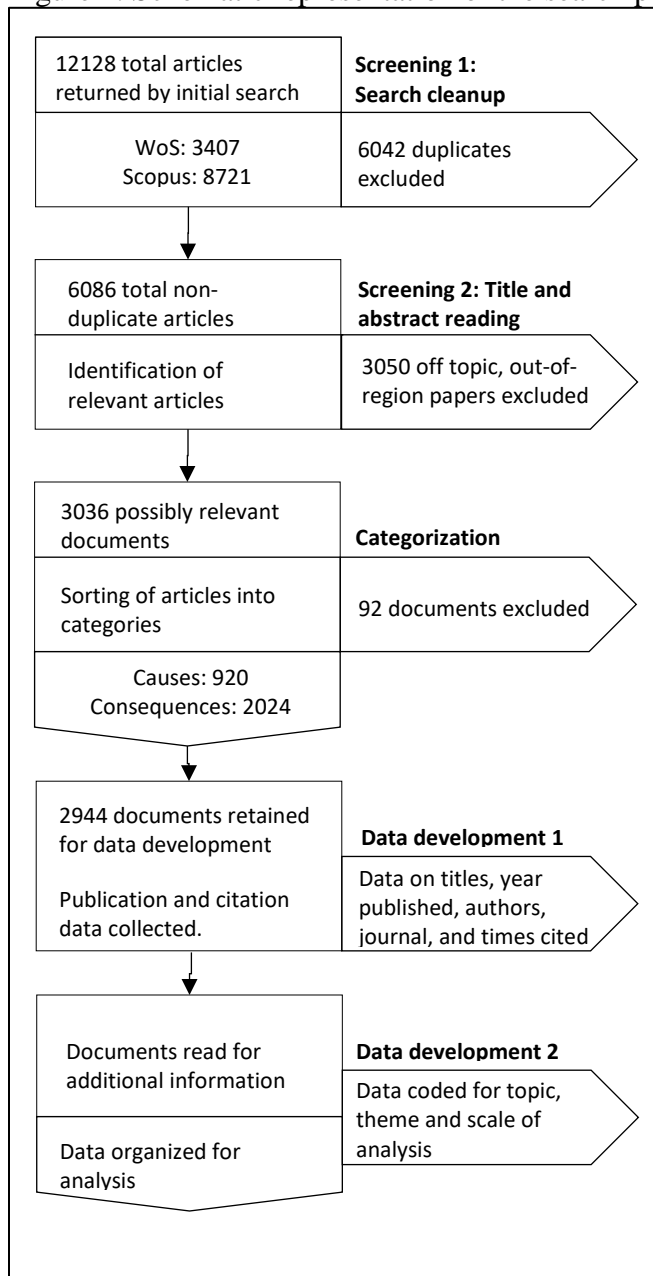 12128 total articles
returned by initial search
Screening 1:
Search cleanup
WoS: 3407
Scopus: 8721
6042 duplicates
excluded
6086 total non-
duplicate articles
Screening 2: Title and
abstract reading
Identification of
relevant articles
3050 off topic, out-of-
region papers excluded
3036 possibly relevant
documents
Categorization
Sorting of articles into
categories
92 documents excluded
Causes: 920
Consequences: 2024
2944 documents retained
for data development
Publication and citation
data collected.
Data development 1
Data on titles, year
published, authors,
journal, and times cited
Documents read for
additional information
Data development 2
Data coded for topic,
theme and scale of
analysis
Data organized for
analysis